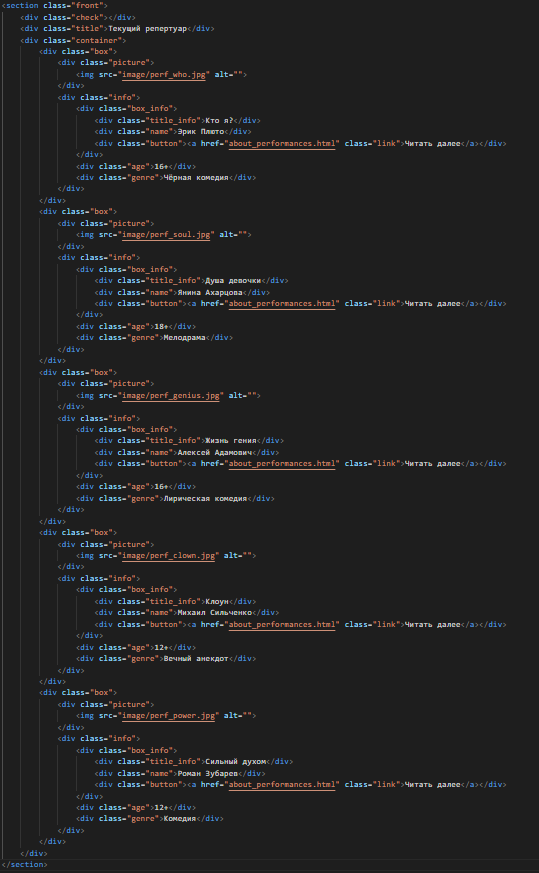 <section class="front">
<div class="check"></div>
<div class="title">Текущий репертуар</div>
<div class="container">
<div class="box">
<div class="picture">
<img src="image/perf_who.jpg" alt="">
</div>
<div class="info">
<div class="box_info">
<div class="title_info">Кто я?</div>
<div class="name">Эрик Плюто</div>
<div class="button"><a href="about_performances.html" class="link">Читать далее</a></div>
</div>
<div class="age">16+</div>
<div class="genre">Чёрная комедия</div>
</div>
</div>
<div class="box">
<div class="picture">
<img src="image/perf_soul.jpg" alt="">
</div>
<div class="info">
<div class="box_info">
<div class="title_info">Душа девочки</div>
<div class="name">Янина Ахарцова</div>
<div class="button"><a href="about_performances.html" class="link">Читать далее</a></div>
</div>
<div class="age">18+</div>
<div class="genre">Мелодрама</div>
</div>
</div>
<div class="box">
<div class="picture">
<img src="image/perf_genius.jpg" alt="">
</div>
<div class="info">
<div class="box_info">
<div class="title_info">Жизнь гения</div>
<div class="name">Алексей Адамович</div>
<div class="button"><a href="about_performances.html" class="link">Читать далее</a></div>
</div>
<div class="age">16+</div>
<div class="genre">Лирическая комедия</div>
</div>
</div>
<div class="box">
<div class="picture">
<img src="image/perf_clown.jpg" alt="">
</div>
<div class="info">
<div class="box_info">
<div class="title_info">Клоун</div>
<div class="name">Михаил Сильченко</div>
<div class="button"><a href="about_performances.html" class="link">Читать далее</a></div>
</div>
<div class="age">12+</div>
<div class="genre">Вечный анекдот</div>
</div>
</div>
<div class="box">
<div class="picture">
<img src="image/perf_power.jpg" alt="">
</div>
<div class="info">
<div class="box_info">
<div class="title_info">Сильный духом</div>
<div class="name">Роман Зубарев</div>
<div class="button"><a href="about_performances.html" class="link">Читать далее</a></div>
</div>
<div class="age">12+</div>
<div class="genre">Комедия</div>
</div>
</div>
</div>
</section>